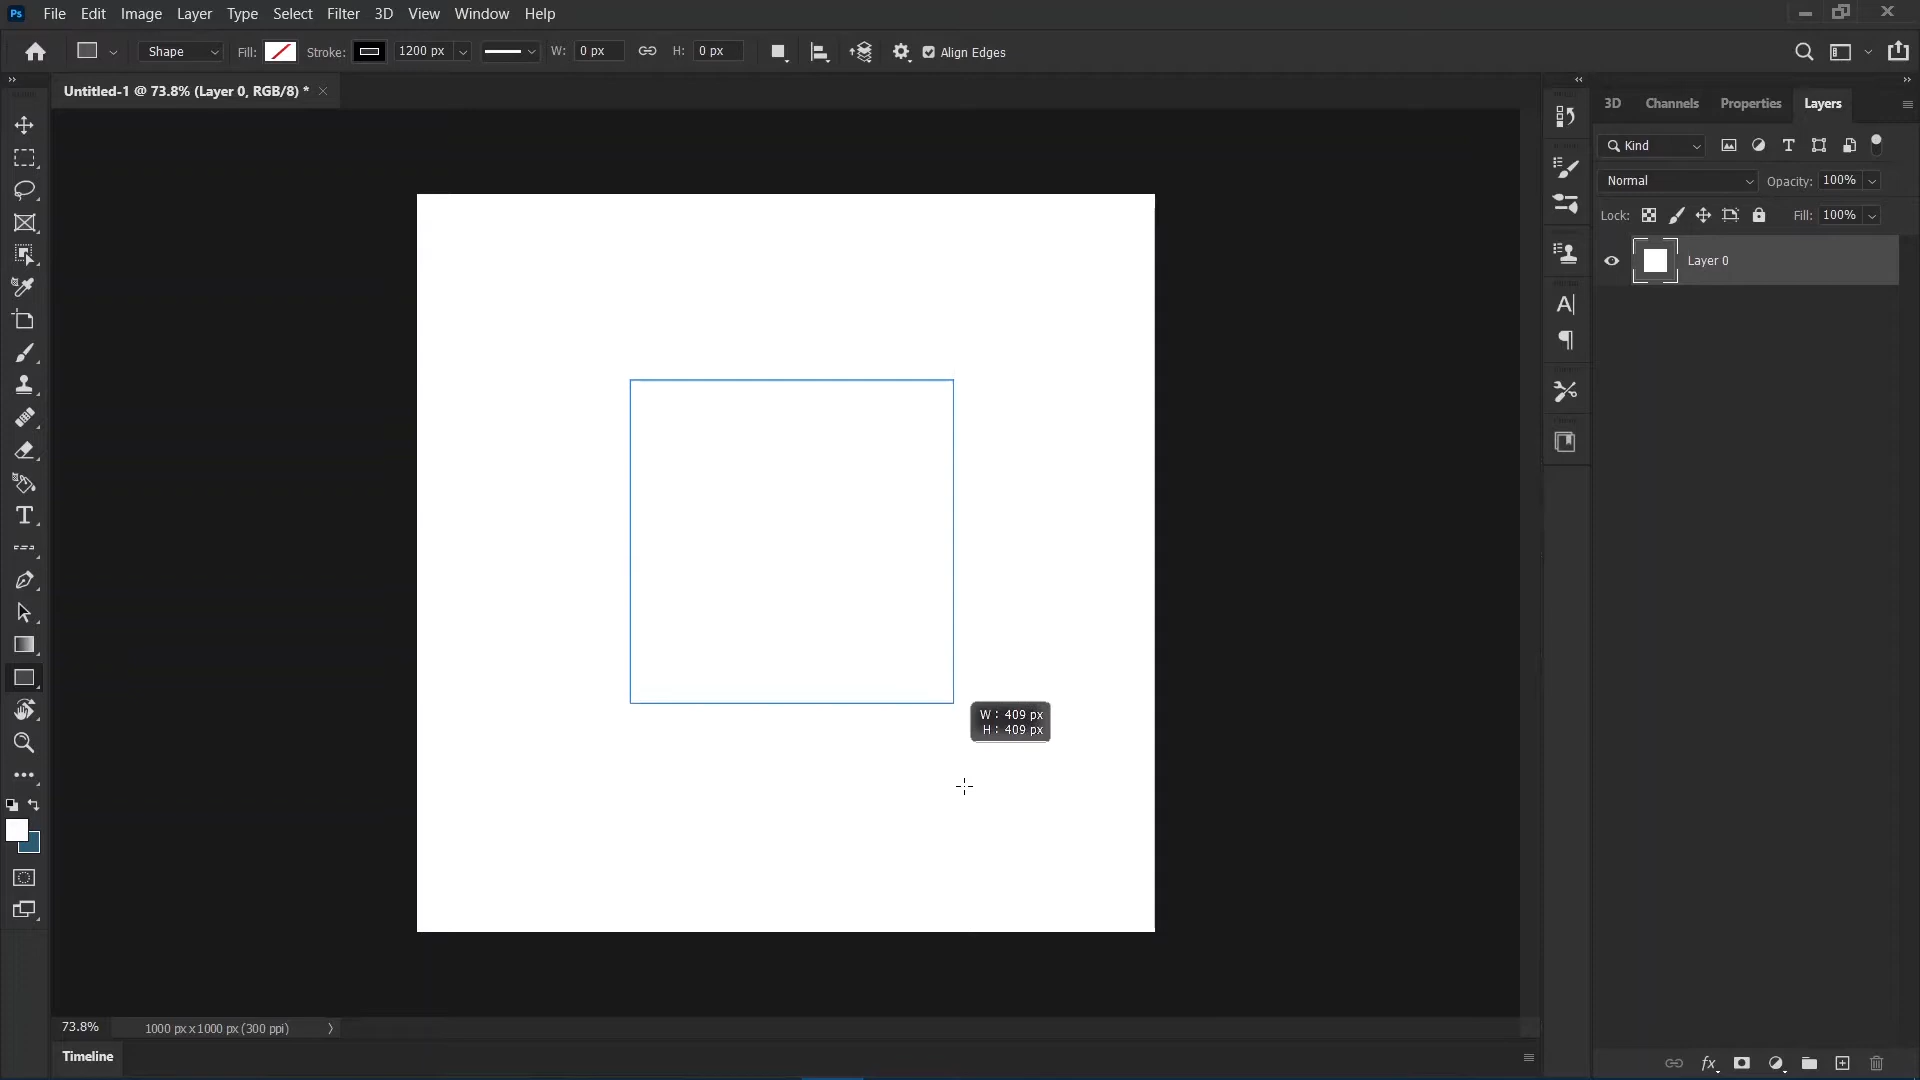 Ps File Edit Image Layer Type Select Filter 3D View Window Help
Shape Fill: Stroke: 1200 px W: 0 px H: 0 px Align Edges
Untitled-1 @ 73.8% (Layer 0, RGB/8) *
3D Channels Properties Layers
Kind
Normal Opacity: 100%
Lock: Fill: 100%
Layer 0
W : 409 px
H : 409 px
73.8% 1000 px x 1000 px (300 ppi)
Timeline